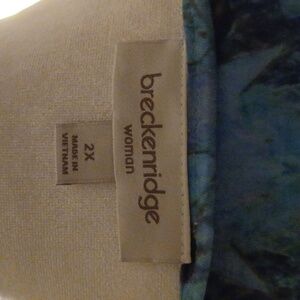 breckenridge
woman
2X
MADE IN
VIETNAM